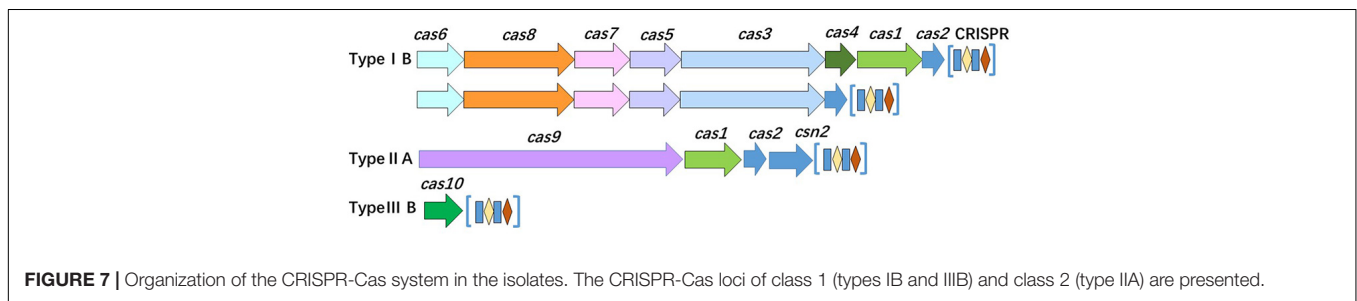 cas6 cas8 cas7 cas5 cas3 cas4 cas1 cas2 CRISPR
Type I B
cas9 cas1 cas2 csn2
Type II A
cas10
TypeIII B
FIGURE 7 | Organization of the CRISPR-Cas system in the isolates. The CRISPR-Cas loci of class 1 (types IB and IIIB) and class 2 (type IIA) are presented.